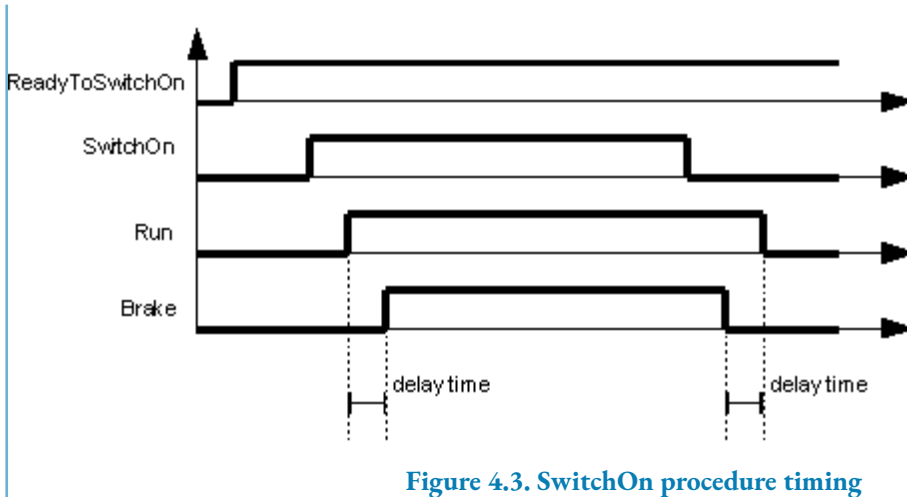 ReadyToSwitchOn
SwitchOn
Run
Brake
delay time
delay time
Figure 4.3. SwitchOn procedure timing